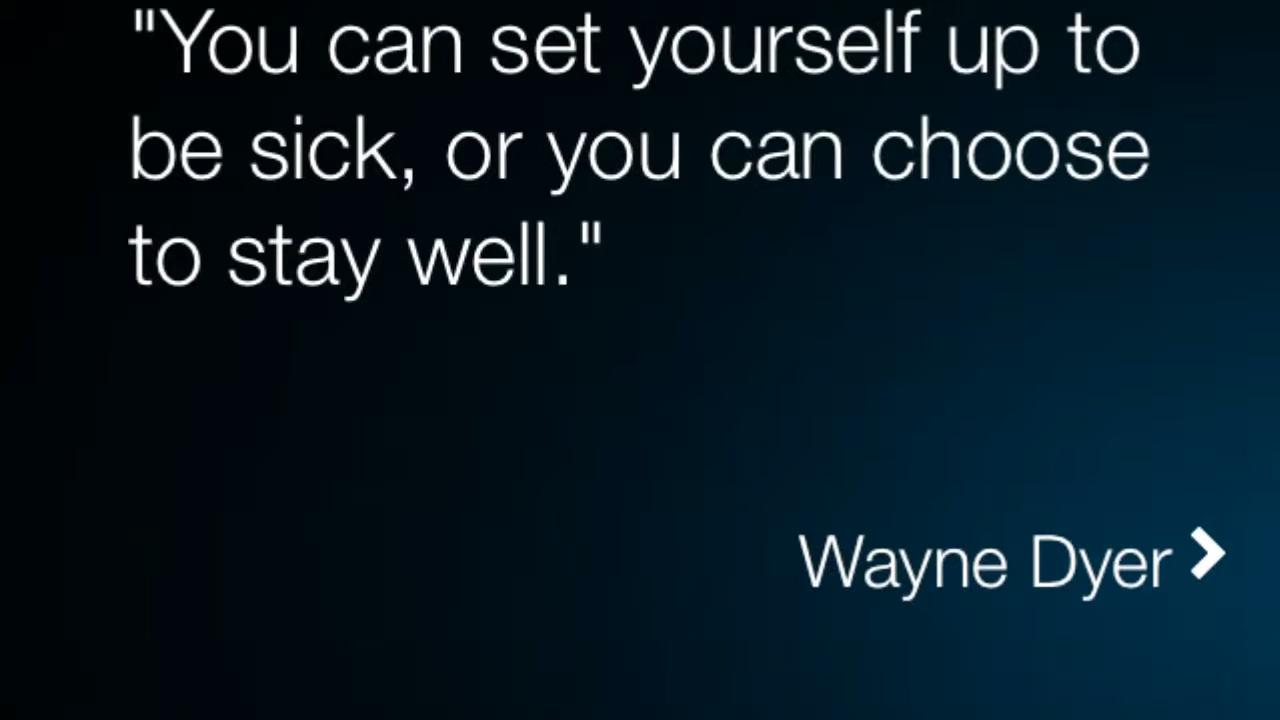 "You can set yourself up to
be sick, or you can choose
to stay well."
Wayne Dyer